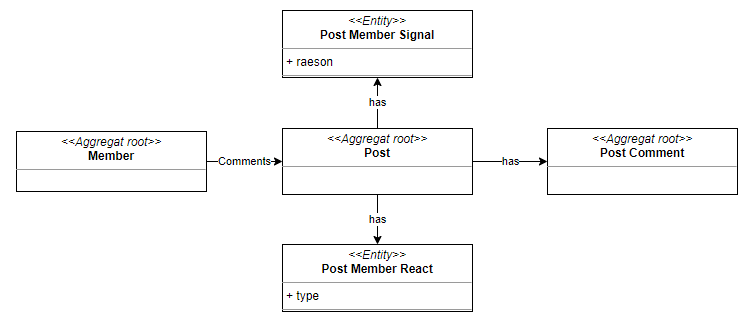 <<Entity>>
Post Member Signal
+ raeson
has
<<Aggregat root>>
Member
Comments
<<Aggregat root>>
Post
has
<<Aggregat root>>
Post Comment
has
<<Entity>>
Post Member React
+ type